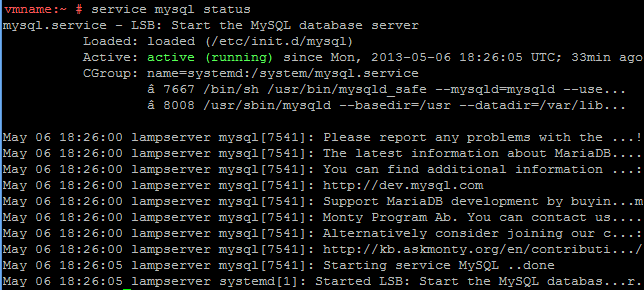 vmname:~ # service mysql status
mysql.service - LSB: Start the MySQL database server
Loaded: loaded (/etc/init.d/mysql)
Active: active (running) since Mon, 2013-05-06 18:26:05 UTC; 33min ago
CGroup: name=systemd:/system/mysql.service
â 7667 /bin/sh /usr/bin/mysqld_safe --mysqld=mysqld --use...
â 8008 /usr/sbin/mysqld --basedir=/usr --datadir=/var/lib...
May 06 18:26:00 lampserver mysql[7541]: Please report any problems with the ...!
May 06 18:26:00 lampserver mysql[7541]: The latest information about MariaDB....
May 06 18:26:00 lampserver mysql[7541]: You can find additional information ...:
May 06 18:26:00 lampserver mysql[7541]: http://dev.mysql.com
May 06 18:26:00 lampserver mysql[7541]: Support MariaDB development by buyin...m
May 06 18:26:00 lampserver mysql[7541]: Monty Program Ab. You can contact us....
May 06 18:26:00 lampserver mysql[7541]: Alternatively consider joining our c...:
May 06 18:26:00 lampserver mysql[7541]: http://kb.askmonty.org/en/contributi.../
May 06 18:26:05 lampserver mysql[7541]: Starting service MySQL ..done
May 06 18:26:05 lampserver systemd[1]: Started LSB: Start the MySQL databas...r.